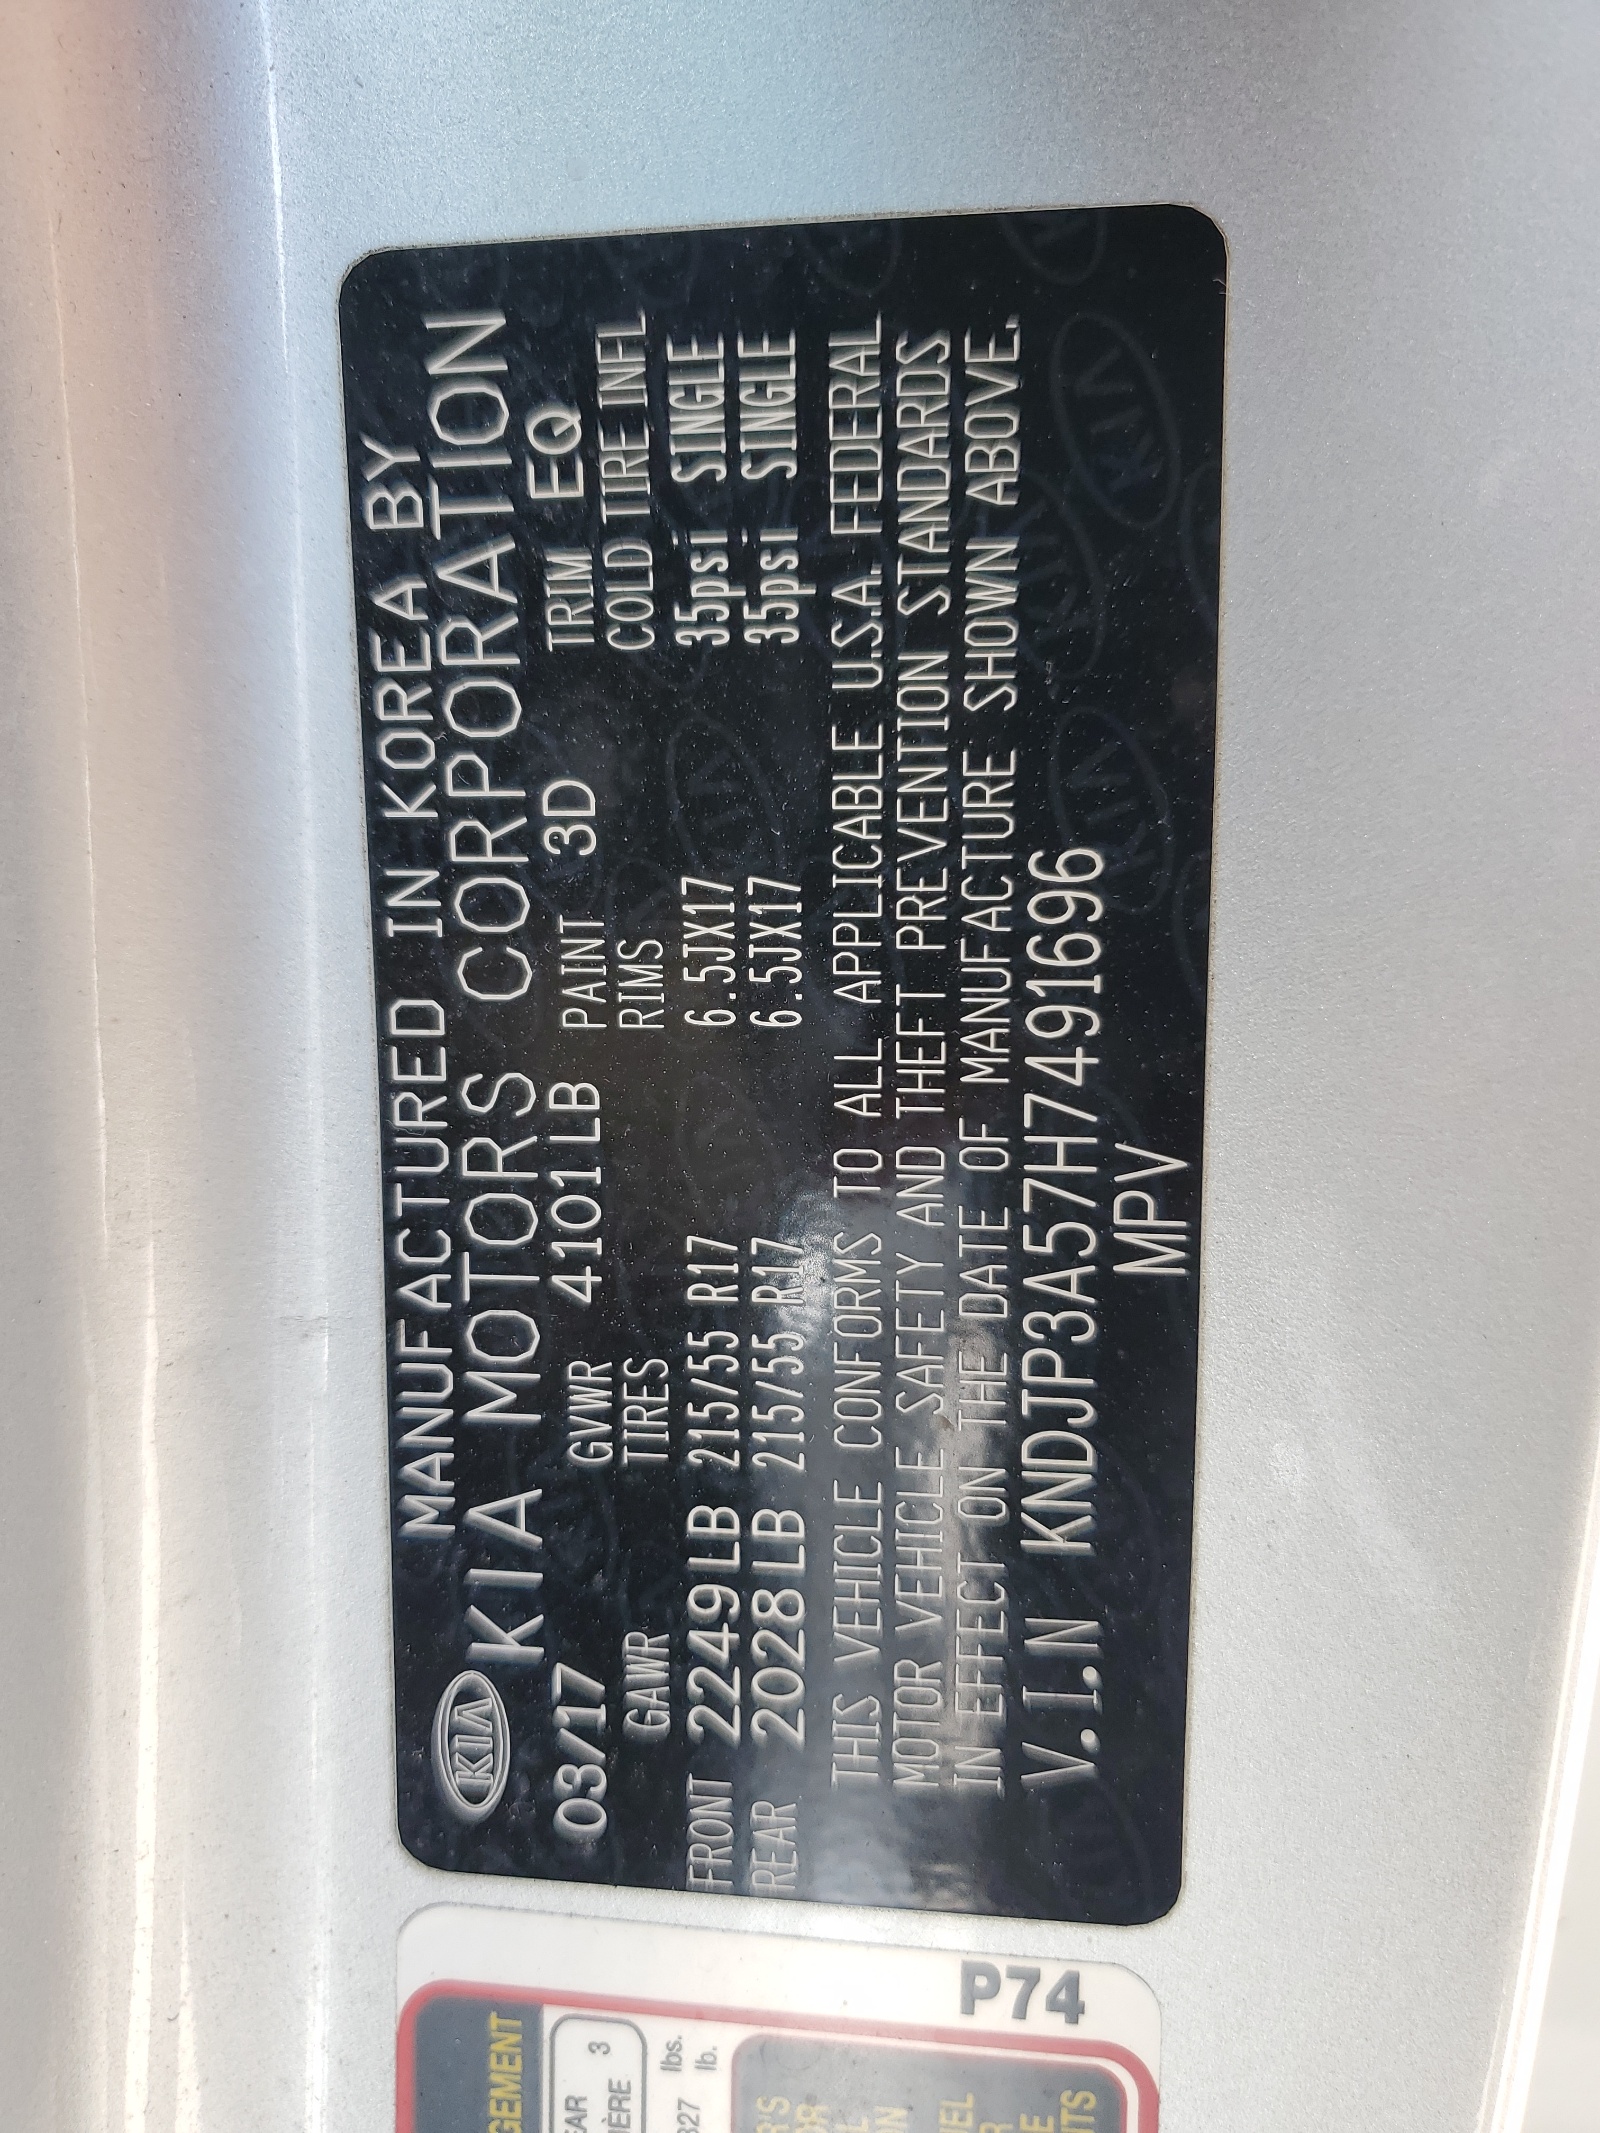 MANUFACTURED IN KOREA BY
KIA KIA MOTORS CORPORATION
03/17 GVWR 4101LB PAINT 3D TRIM EQ
GAWR TIRES RIMS COLD TIRE INFL
FRONT 2249LB 215/55 R17 6.5JX17 35psi SINGLE
REAR 2028LB 215/55 R17 6.5JX17 35psi SINGLE
THIS VEHICLE CONFORMS TO ALL APPLICABLE U.S.A. FEDERAL
MOTOR VEHICLE SAFETY AND THEFT PREVENTION STANDARDS
IN EFFECT ON THE DATE OF MANUFACTURE SHOWN ABOVE.
V.I.N KNDJP3A57H7491696
MPV
P74
3
lbs.
lb.